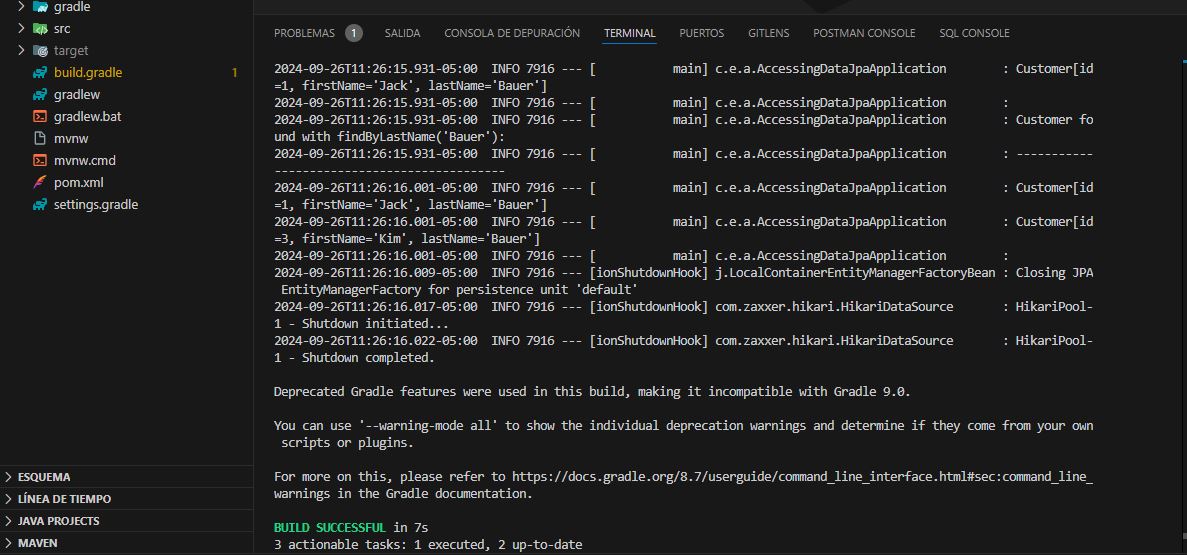 gradle
src
target
build.gradle 1
gradlew
gradlew.bat
mvnw
mvnw.cmd
pom.xml
settings.gradle
ESQUEMA
LÍNEA DE TIEMPO
JAVA PROJECTS
MAVEN
PROBLEMAS 1 SALIDA CONSOLA DE DEPURACIÓN TERMINAL PUERTOS GITLENS POSTMAN CONSOLE SQL CONSOLE
2024-09-26T11:26:15.931-05:00  INFO 7916 --- [           main] c.e.a.AccessingDataJpaApplication        : Customer[id
=1, firstName='Jack', lastName='Bauer']
2024-09-26T11:26:15.931-05:00  INFO 7916 --- [           main] c.e.a.AccessingDataJpaApplication        :
2024-09-26T11:26:15.931-05:00  INFO 7916 --- [           main] c.e.a.AccessingDataJpaApplication        : Customer fo
und with findByLastName('Bauer'):
2024-09-26T11:26:15.931-05:00  INFO 7916 --- [           main] c.e.a.AccessingDataJpaApplication        : -----------
---------------------------------
2024-09-26T11:26:16.001-05:00  INFO 7916 --- [           main] c.e.a.AccessingDataJpaApplication        : Customer[id
=1, firstName='Jack', lastName='Bauer']
2024-09-26T11:26:16.001-05:00  INFO 7916 --- [           main] c.e.a.AccessingDataJpaApplication        : Customer[id
=3, firstName='Kim', lastName='Bauer']
2024-09-26T11:26:16.001-05:00  INFO 7916 --- [           main] c.e.a.AccessingDataJpaApplication        :
2024-09-26T11:26:16.009-05:00  INFO 7916 --- [ionShutdownHook] j.LocalContainerEntityManagerFactoryBean : Closing JPA
 EntityManagerFactory for persistence unit 'default'
2024-09-26T11:26:16.017-05:00  INFO 7916 --- [ionShutdownHook] com.zaxxer.hikari.HikariDataSource       : HikariPool-
1 - Shutdown initiated...
2024-09-26T11:26:16.022-05:00  INFO 7916 --- [ionShutdownHook] com.zaxxer.hikari.HikariDataSource       : HikariPool-
1 - Shutdown completed.
Deprecated Gradle features were used in this build, making it incompatible with Gradle 9.0.
You can use '--warning-mode all' to show the individual deprecation warnings and determine if they come from your own
 scripts or plugins.
For more on this, please refer to https://docs.gradle.org/8.7/userguide/command_line_interface.html#sec:command_line_
warnings in the Gradle documentation.
BUILD SUCCESSFUL in 7s
3 actionable tasks: 1 executed, 2 up-to-date